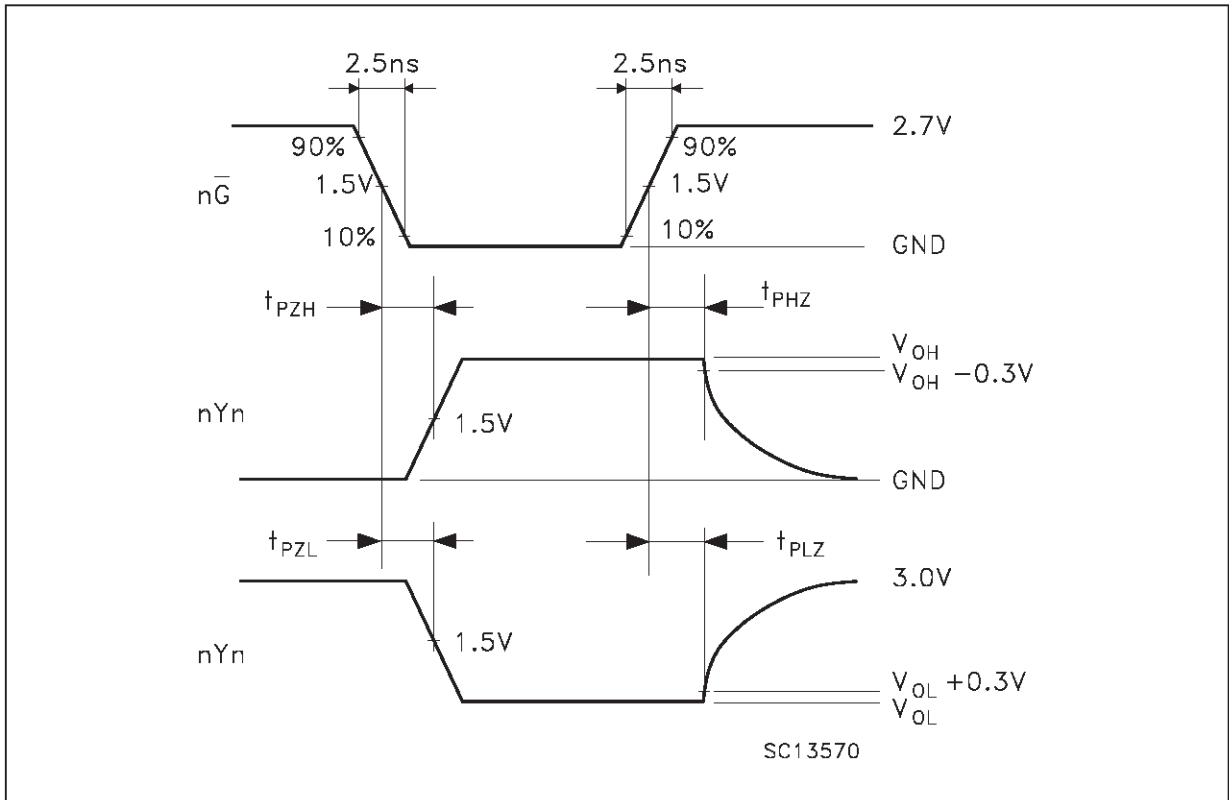 2.5ns 2.5ns
2.7V
90% 90%
nG̅ 1.5V 1.5V
10% 10%
GND
tPZH tPHZ
VOH
VOH −0.3V
nYn 1.5V
GND
tPZL tPLZ
3.0V
1.5V
nYn
VOL +0.3V
VOL
SC13570